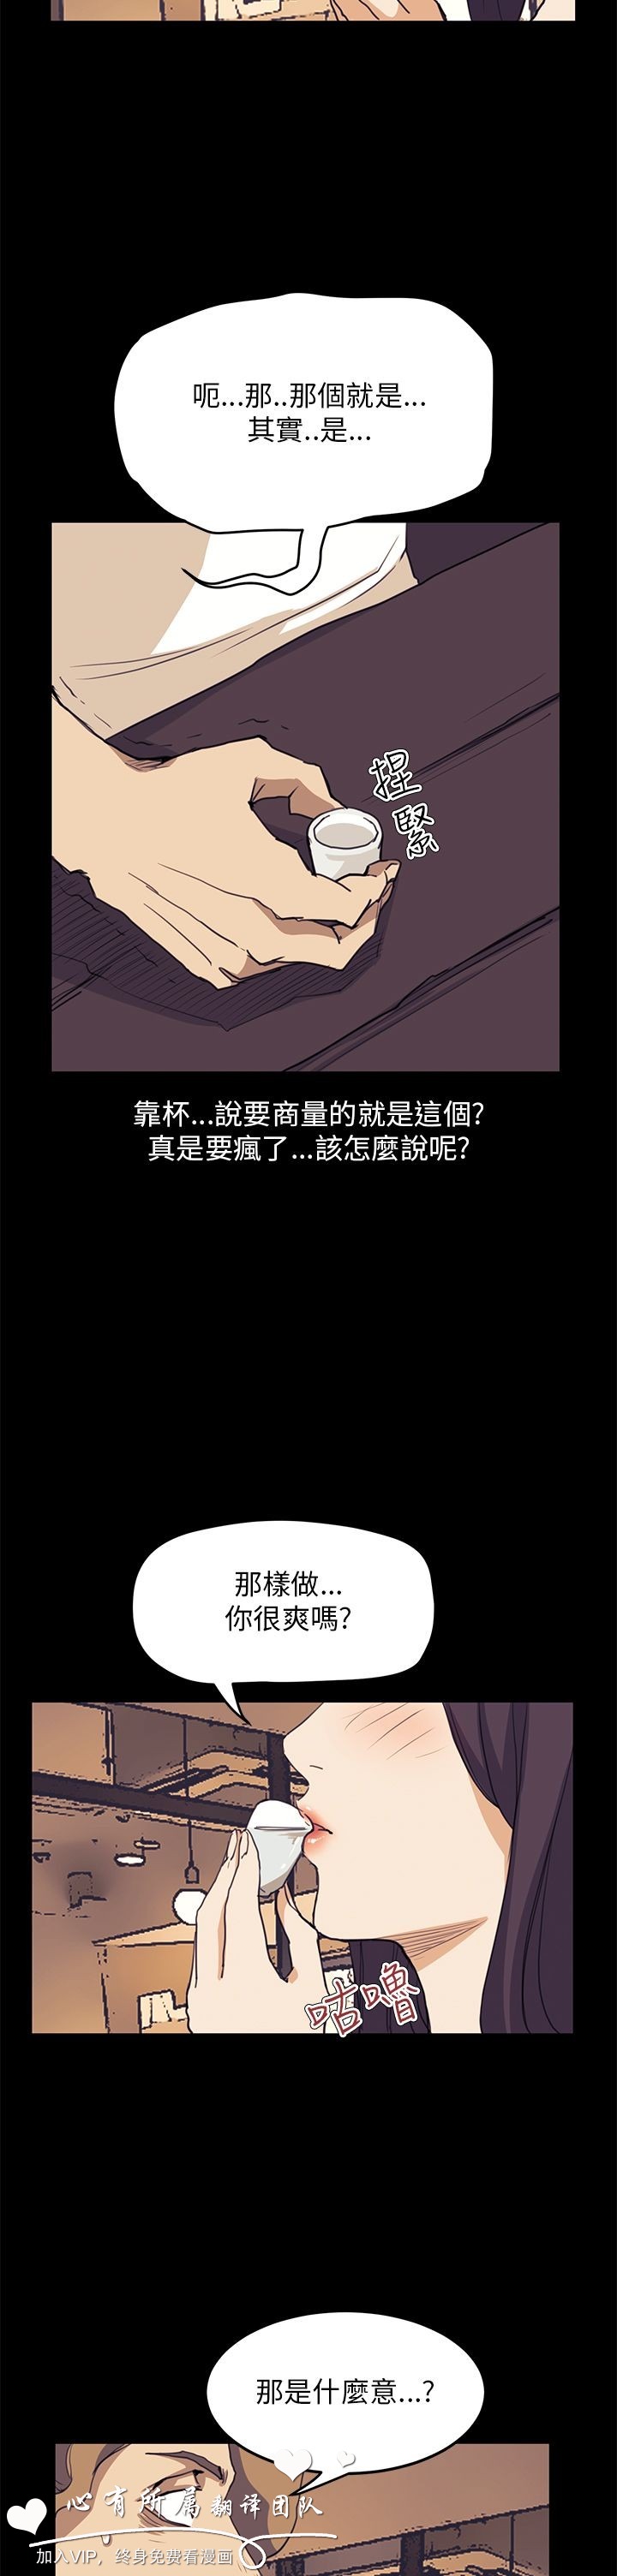 呃...那..那個就是...
其實..是...
捏緊
靠杯...說要商量的就是這個?
真是要瘋了...該怎麼說呢?
那樣做...
你很爽嗎?
咕嚕
那是什麼意...?
心有所属翻译团队
加入VIP，终身免费看漫画